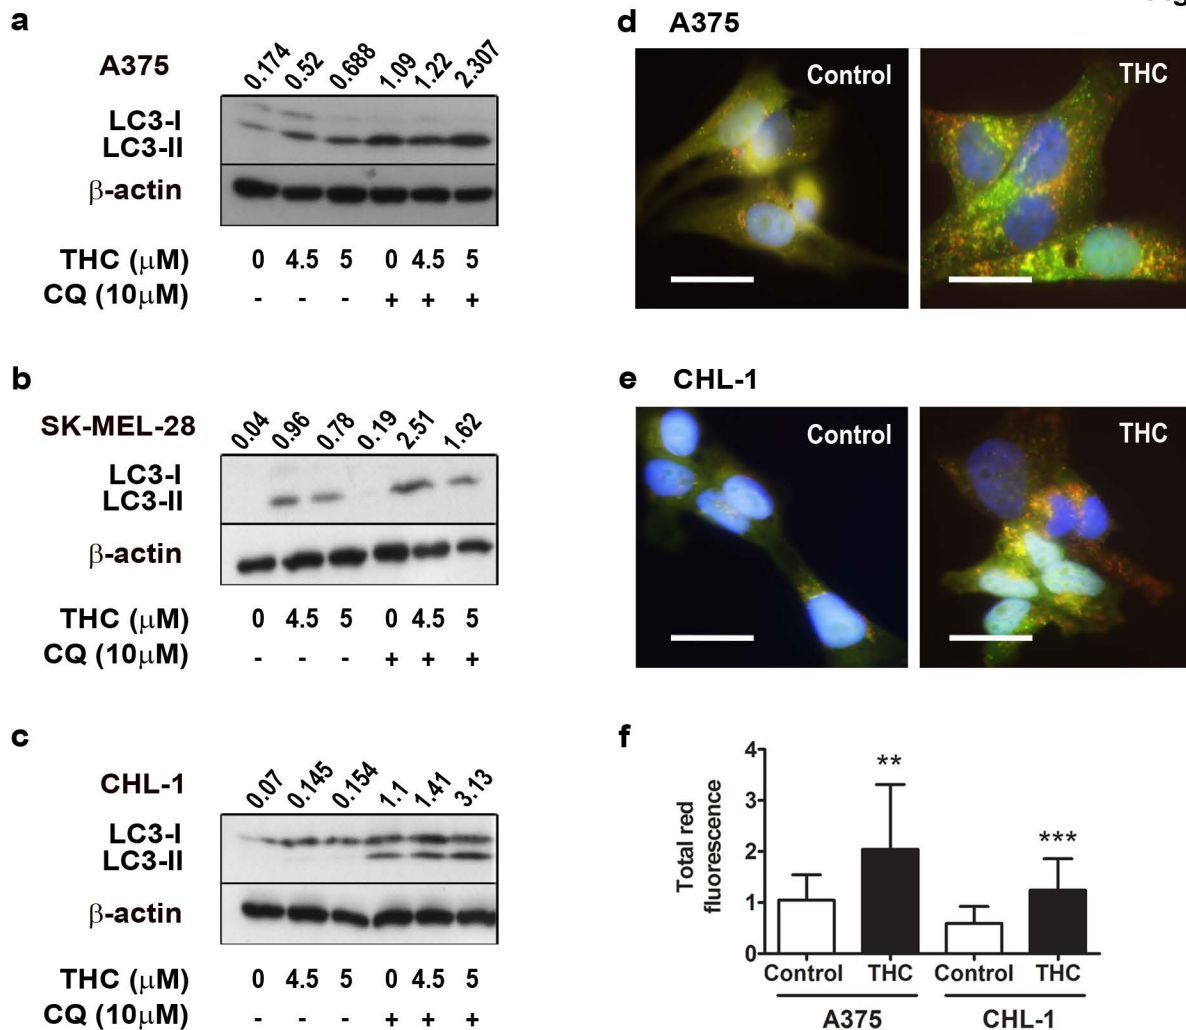 a
A375
0.174 0.52 0.688 1.09 1.22 2.307
LC3-I
LC3-II
β-actin
THC (µM) 0 4.5 5 0 4.5 5
CQ (10µM) - - - + + +
b
SK-MEL-28
0.04 0.96 0.78 0.19 2.51 1.62
LC3-I
LC3-II
β-actin
THC (µM) 0 4.5 5 0 4.5 5
CQ (10µM) - - - + + +
c
CHL-1
0.07 0.145 0.154 1.1 1.41 3.13
LC3-I
LC3-II
β-actin
THC (µM) 0 4.5 5 0 4.5 5
CQ (10µM) - - - + + +
d A375
Control THC
e CHL-1
Control THC
f
Total red
fluorescence
4
3
2
1
0
** ***
Control THC Control THC
A375 CHL-1